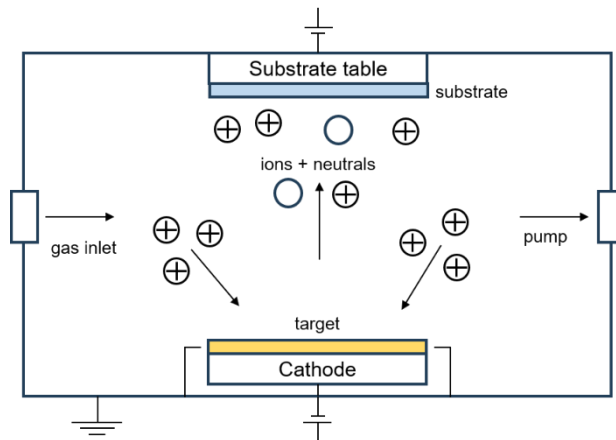 Substrate table
substrate
ions + neutrals
gas inlet
pump
target
Cathode